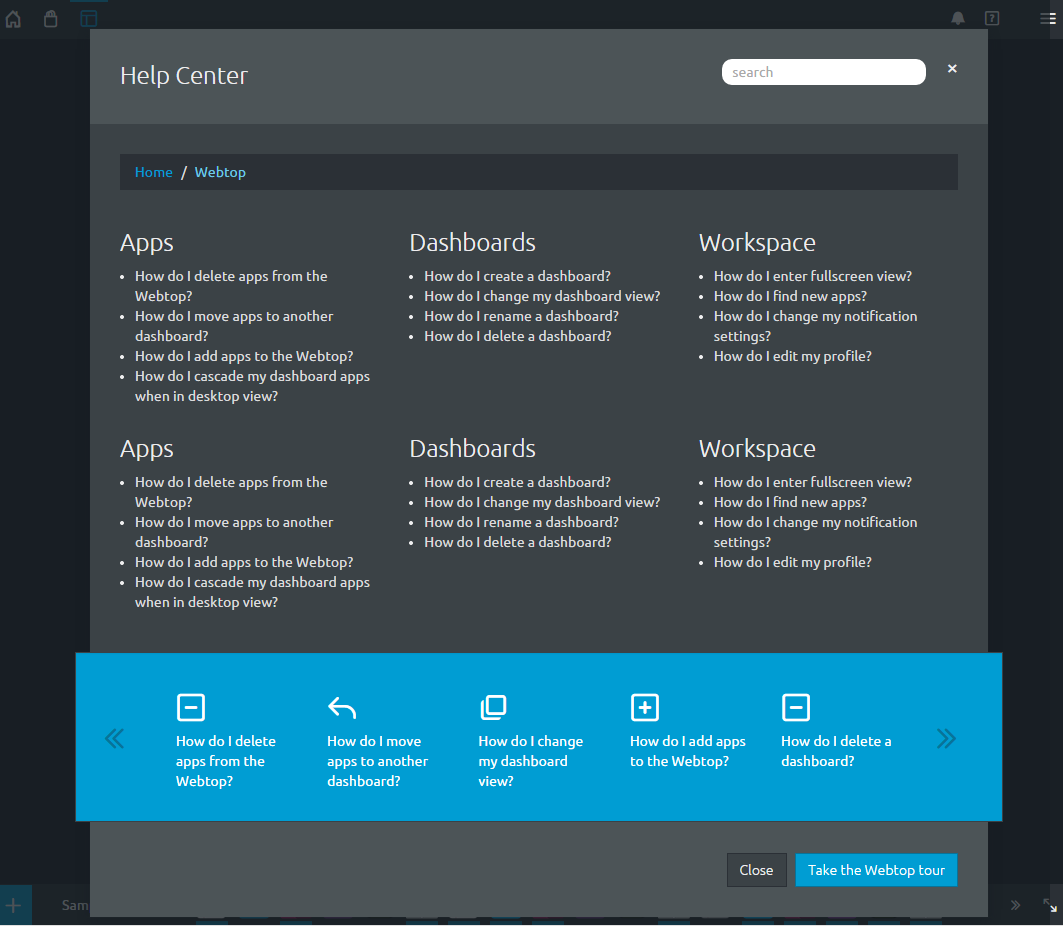 Help Center
search
Home / Webtop
Apps
How do I delete apps from the
Webtop?
How do I move apps to another
dashboard?
How do I add apps to the Webtop?
How do I cascade my dashboard apps
when in desktop view?
Dashboards
How do I create a dashboard?
How do I change my dashboard view?
How do I rename a dashboard?
How do I delete a dashboard?
Workspace
How do I enter fullscreen view?
How do I find new apps?
How do I change my notification
settings?
How do I edit my profile?
Apps
How do I delete apps from the
Webtop?
How do I move apps to another
dashboard?
How do I add apps to the Webtop?
How do I cascade my dashboard apps
when in desktop view?
Dashboards
How do I create a dashboard?
How do I change my dashboard view?
How do I rename a dashboard?
How do I delete a dashboard?
Workspace
How do I enter fullscreen view?
How do I find new apps?
How do I change my notification
settings?
How do I edit my profile?
How do I delete
apps from the
Webtop?
How do I move
apps to another
dashboard?
How do I change
my dashboard
view?
How do I add apps
to the Webtop?
How do I delete a
dashboard?
Close
Take the Webtop tour
Sam